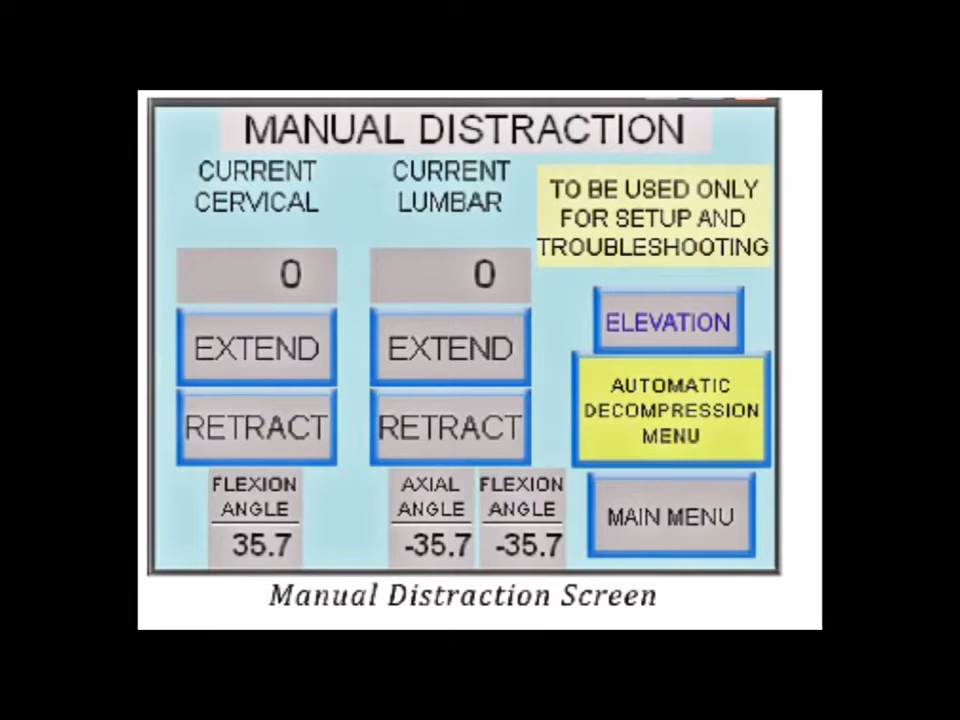 MANUAL DISTRACTION
CURRENT
CERVICAL
0
EXTEND
RETRACT
FLEXION
ANGLE
35.7
CURRENT
LUMBAR
0
EXTEND
RETRACT
AXIAL
ANGLE
-35.7
FLEXION
ANGLE
-35.7
TO BE USED ONLY
FOR SETUP AND
TROUBLESHOOTING
ELEVATION
AUTOMATIC
DECOMPRESSION
MENU
MAIN MENU
Manual Distraction Screen